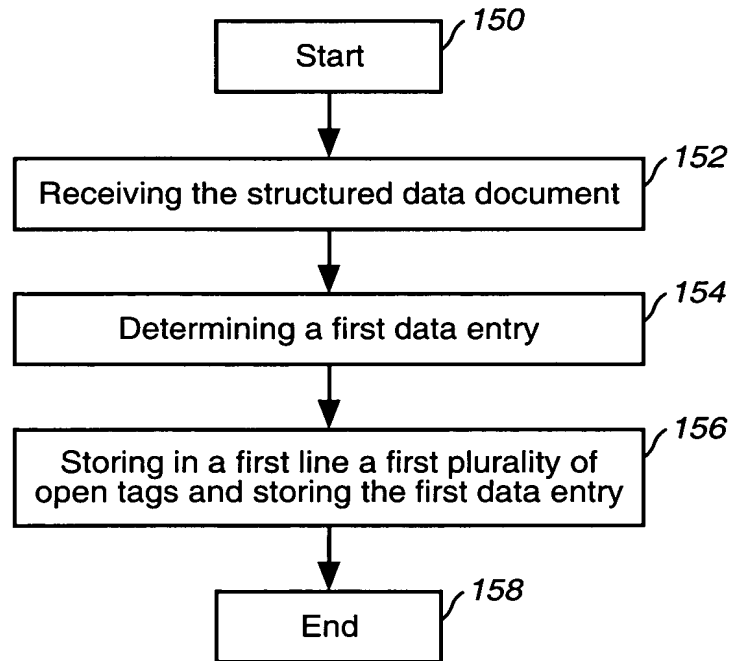 150
Start
152
Receiving the structured data document
154
Determining a first data entry
156
Storing in a first line a first plurality of
open tags and storing the first data entry
158
End